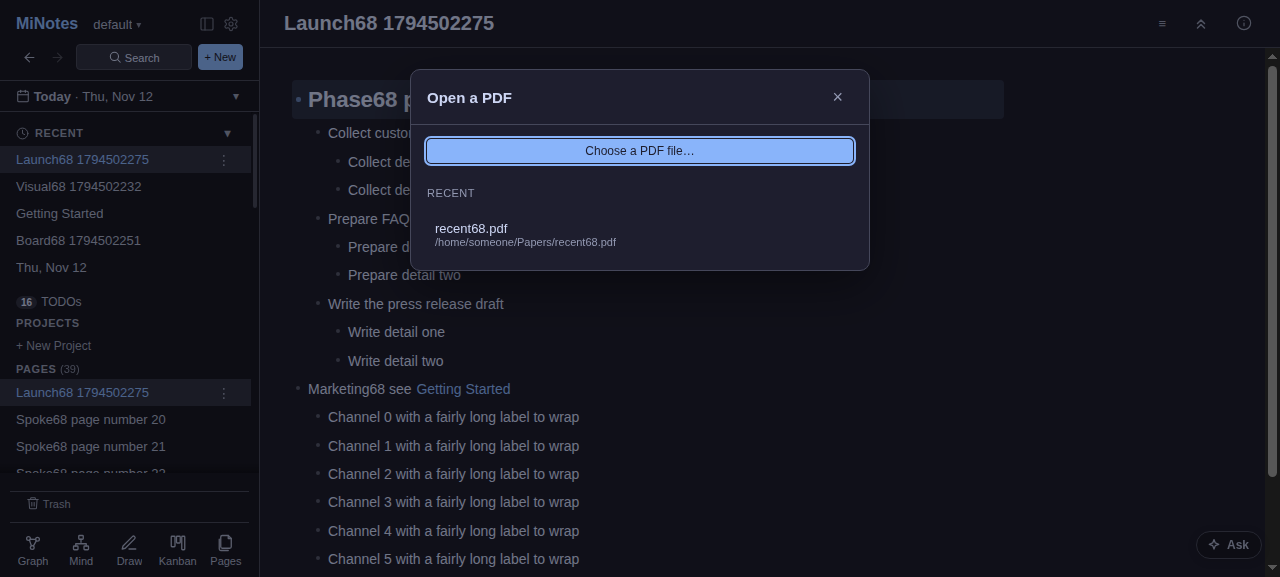 MiNotes default ▾
Search
+ New
Today · Thu, Nov 12 ▾
RECENT ▾
Launch68 1794502275
Visual68 1794502232
Getting Started
Board68 1794502251
Thu, Nov 12
16 TODOs
PROJECTS
+ New Project
PAGES (39)
Launch68 1794502275
Spoke68 page number 20
Spoke68 page number 21
Trash
Graph Mind Draw Kanban Pages
Launch68 1794502275
Phase68
Collect
Collect
Collect
Prepare FAQ
Prepare
Prepare detail two
Write the press release draft
Write detail one
Write detail two
Marketing68 see Getting Started
Channel 0 with a fairly long label to wrap
Channel 1 with a fairly long label to wrap
Channel 2 with a fairly long label to wrap
Channel 3 with a fairly long label to wrap
Channel 4 with a fairly long label to wrap
Channel 5 with a fairly long label to wrap
Open a PDF
Choose a PDF file…
RECENT
recent68.pdf
/home/someone/Papers/recent68.pdf
Ask